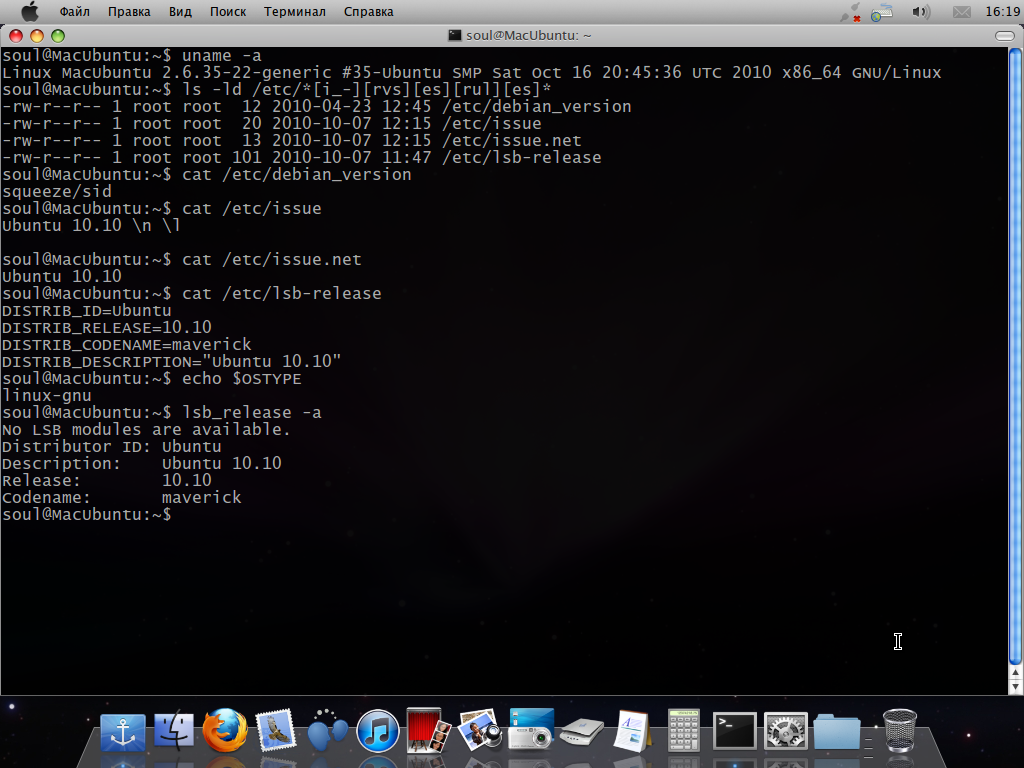 Файл Правка Вид Поиск Терминал Справка 16:19
soul@MacUbuntu: ~
soul@MacUbuntu:~$ uname -a
Linux MacUbuntu 2.6.35-22-generic #35-Ubuntu SMP Sat Oct 16 20:45:36 UTC 2010 x86_64 GNU/Linux
soul@MacUbuntu:~$ ls -ld /etc/*[i_-][rvs][es][rul][es]*
-rw-r--r-- 1 root root  12 2010-04-23 12:45 /etc/debian_version
-rw-r--r-- 1 root root  20 2010-10-07 12:15 /etc/issue
-rw-r--r-- 1 root root  13 2010-10-07 12:15 /etc/issue.net
-rw-r--r-- 1 root root 101 2010-10-07 11:47 /etc/lsb-release
soul@MacUbuntu:~$ cat /etc/debian_version
squeeze/sid
soul@MacUbuntu:~$ cat /etc/issue
Ubuntu 10.10 \n \l
soul@MacUbuntu:~$ cat /etc/issue.net
Ubuntu 10.10
soul@MacUbuntu:~$ cat /etc/lsb-release
DISTRIB_ID=Ubuntu
DISTRIB_RELEASE=10.10
DISTRIB_CODENAME=maverick
DISTRIB_DESCRIPTION="Ubuntu 10.10"
soul@MacUbuntu:~$ echo $OSTYPE
linux-gnu
soul@MacUbuntu:~$ lsb_release -a
No LSB modules are available.
Distributor ID: Ubuntu
Description:    Ubuntu 10.10
Release:        10.10
Codename:       maverick
soul@MacUbuntu:~$